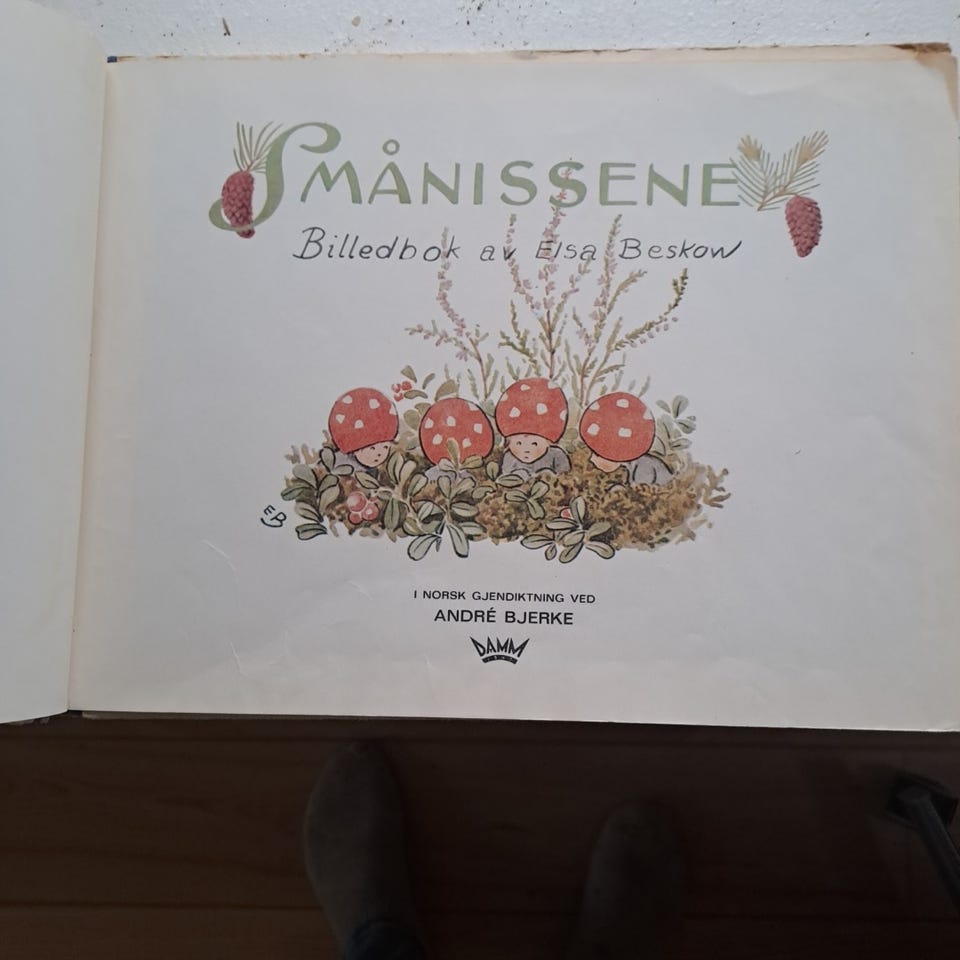 SMÅNISSENE
Billedbok av Elsa Beskow
EB
I NORSK GJENDIKTNING VED
ANDRÉ BJERKE
DAMM